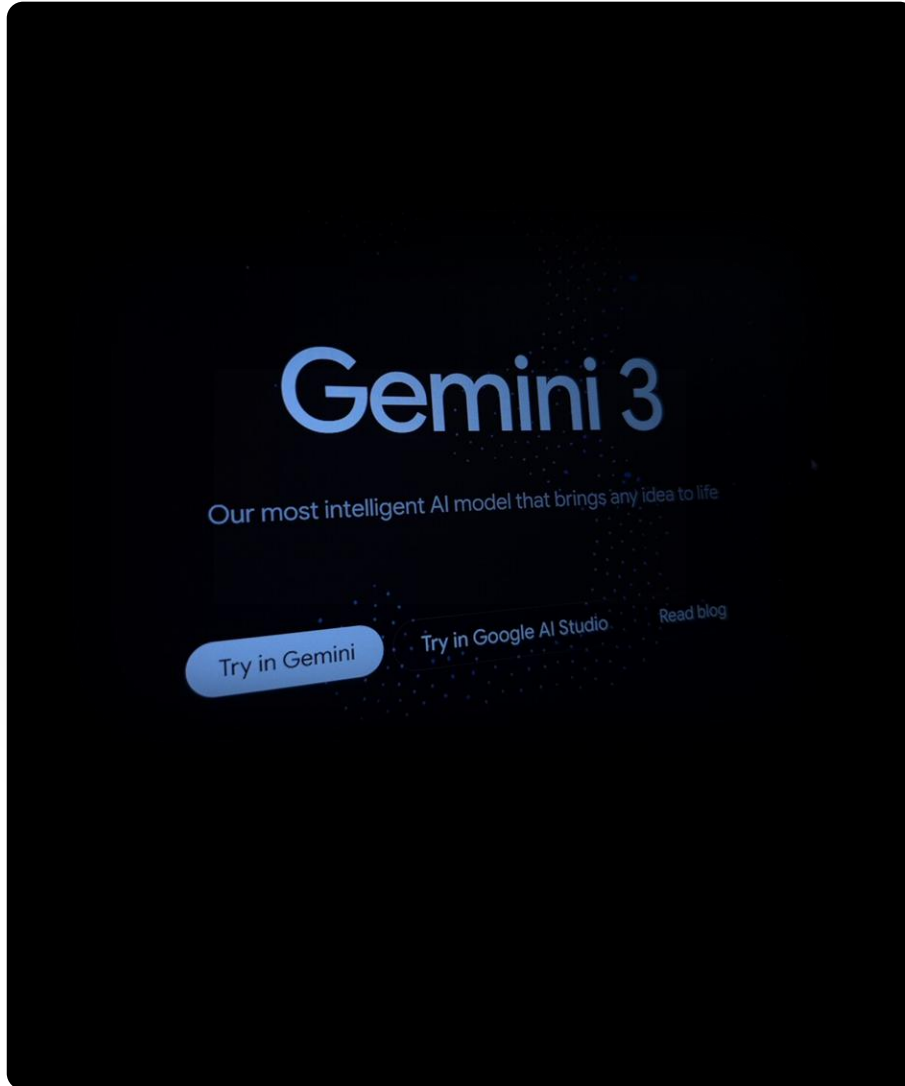 Gemini 3
Our most intelligent AI model that brings any idea to life
Try in Gemini
Try in Google AI Studio
Read blog